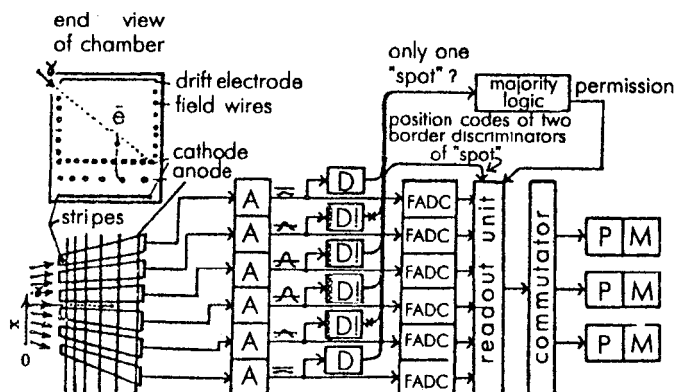 end view
of chamber
γ
drift electrode
field wires
ē
cathode
anode
stripes
only one
"spot" ?
majority
logic
permission
position codes of two
border discriminators
of "spot"
A
A
A
A
A
A
D
D
D
D
D
D
FADC
FADC
FADC
FADC
FADC
FADC
readout unit
commutator
P M
P M
P M
x
0